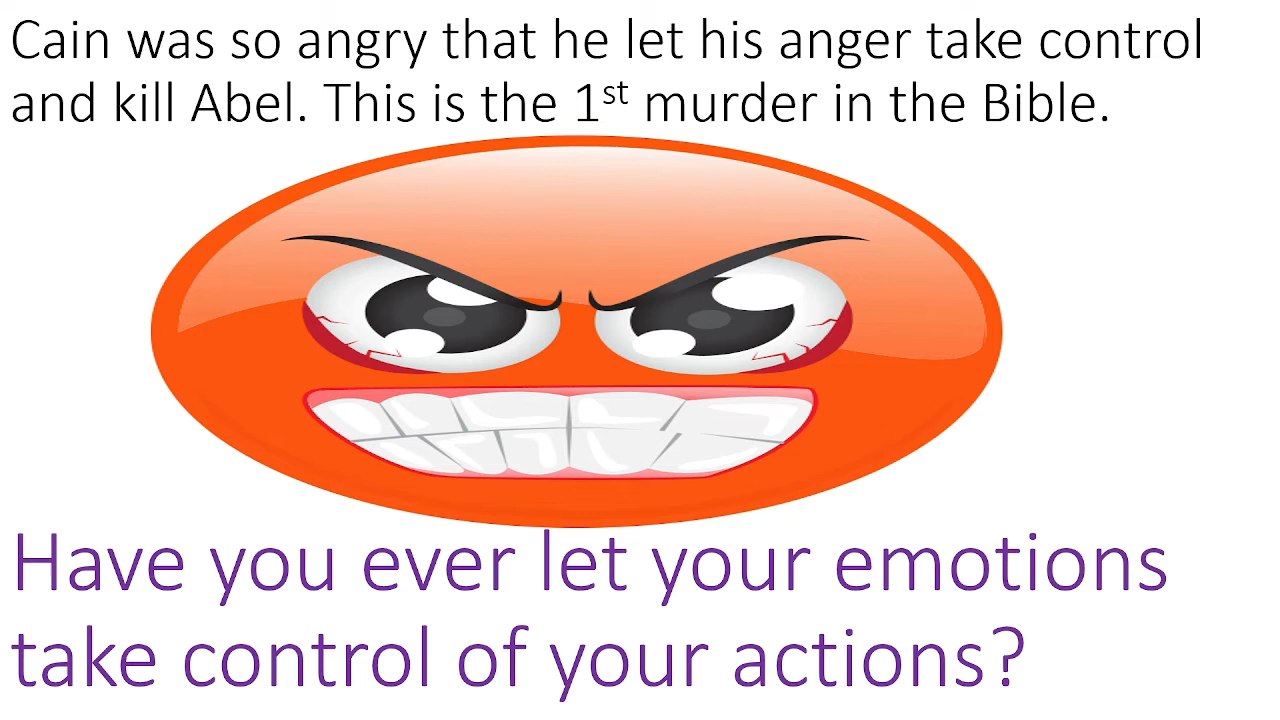 Cain was so angry that he let his anger take control
and kill Abel. This is the 1st murder in the Bible.
Have you ever let your emotions
take control of your actions?